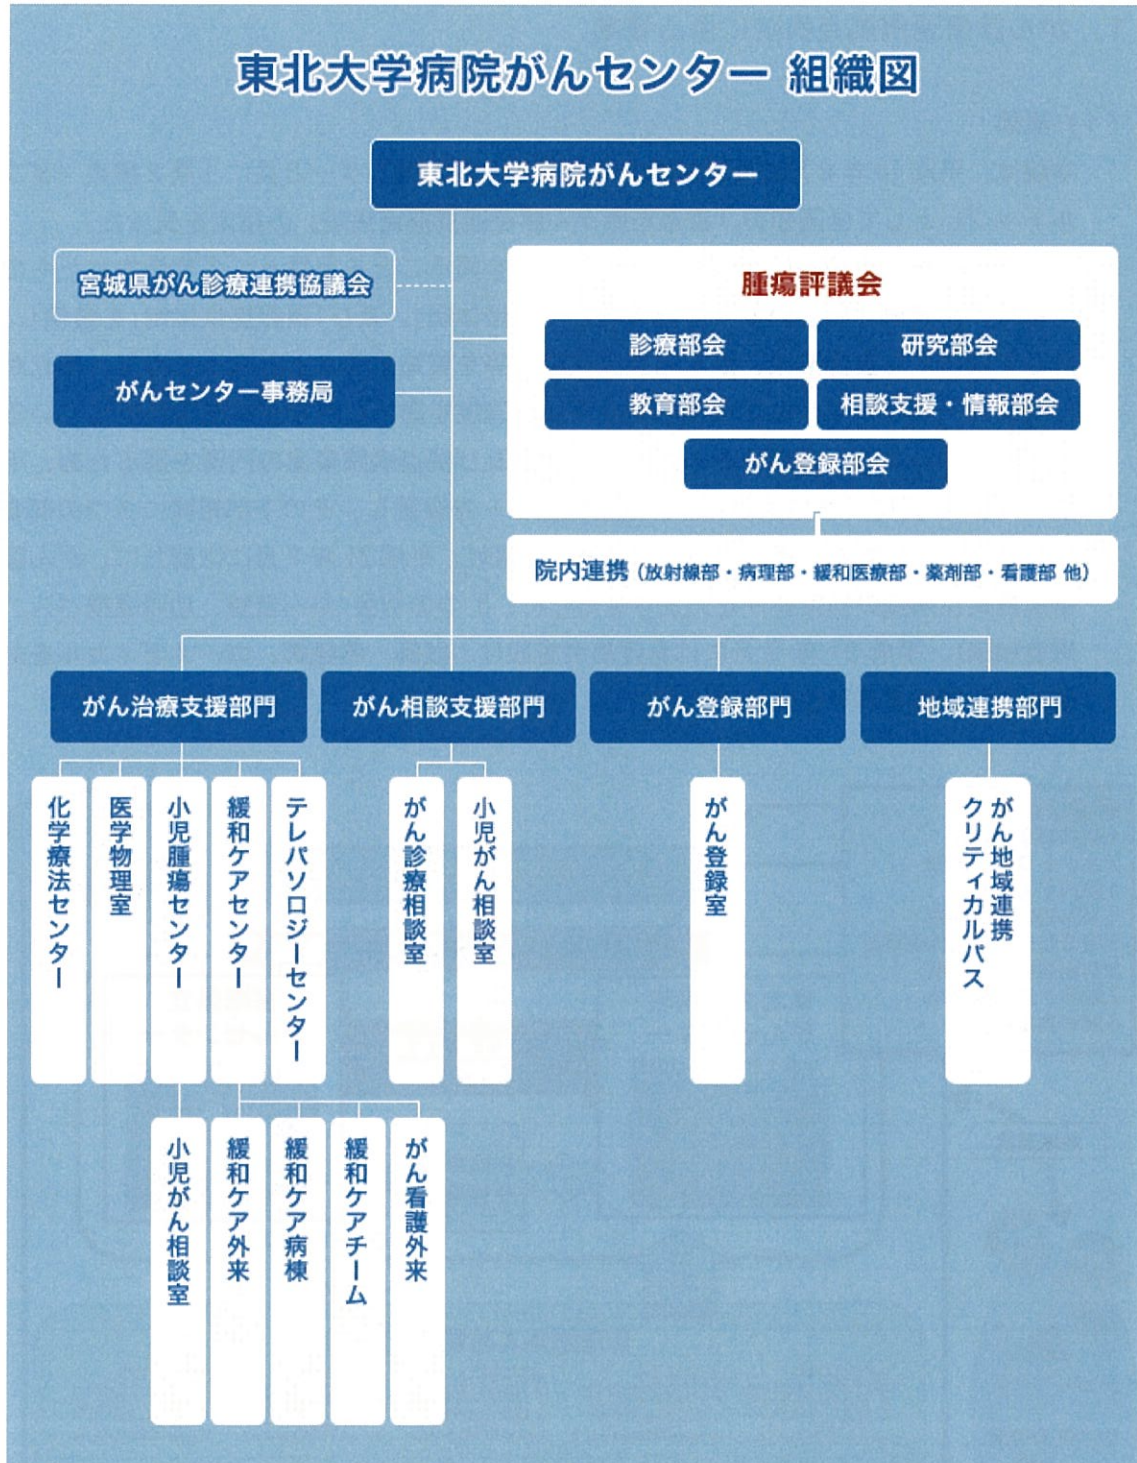 東北大学病院がんセンター 組織図
東北大学病院がんセンター
宮城県がん診療連携協議会
がんセンター事務局
腫瘍評議会
診療部会
研究部会
教育部会
相談支援・情報部会
がん登録部会
院内連携（放射線部・病理部・緩和医療部・薬剤部・看護部 他）
がん治療支援部門
がん相談支援部門
がん登録部門
地域連携部門
化学療法センター
医学物理室
小児腫瘍センター
緩和ケアセンター
テレパソロジーセンター
がん診療相談室
小児がん相談室
がん登録室
がん地域連携
クリティカルパス
小児がん相談室
緩和ケア外来
緩和ケア病棟
緩和ケアチーム
がん看護外来